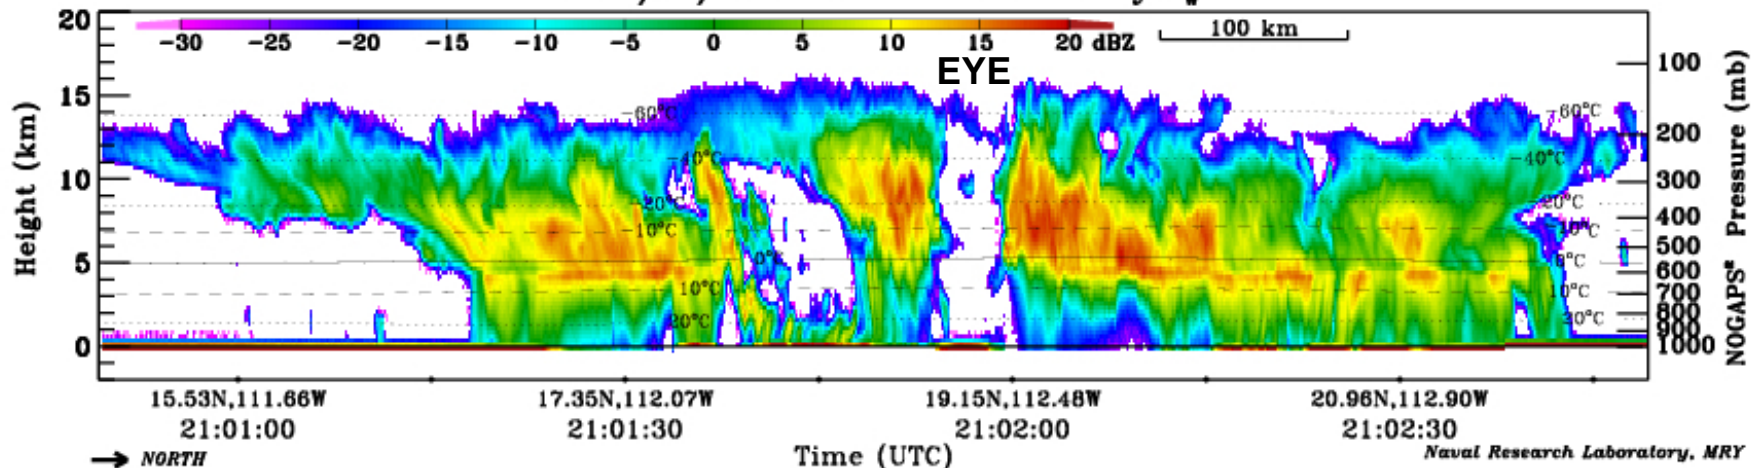 20
-30 -25 -20 -15 -10 -5 0 5 10 15 20 dBZ
100 km
EYE
100
15
-60°C
-60°C
200
-40°C
-40°C
10
300
-20°C
-20°C
400
-10°C
-10°C
500
5
0°C
0°C
600
10°C
10°C
700
20°C
20°C
800
900
0
1000
Height (km)
NOGAPS Pressure (mb)
15.53N,111.66W 17.35N,112.07W 19.15N,112.48W 20.96N,112.90W
21:01:00 21:01:30 21:02:00 21:02:30
NORTH
Time (UTC)
Naval Research Laboratory, MRY